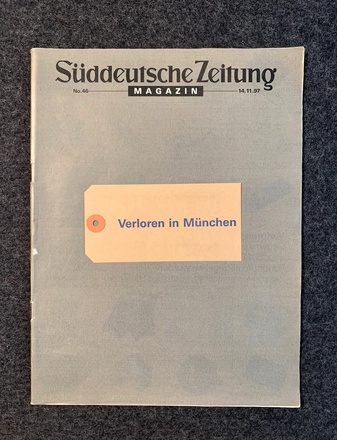 Süddeutsche Zeitung
No.46 MAGAZIN 14.11.97
Verloren in München